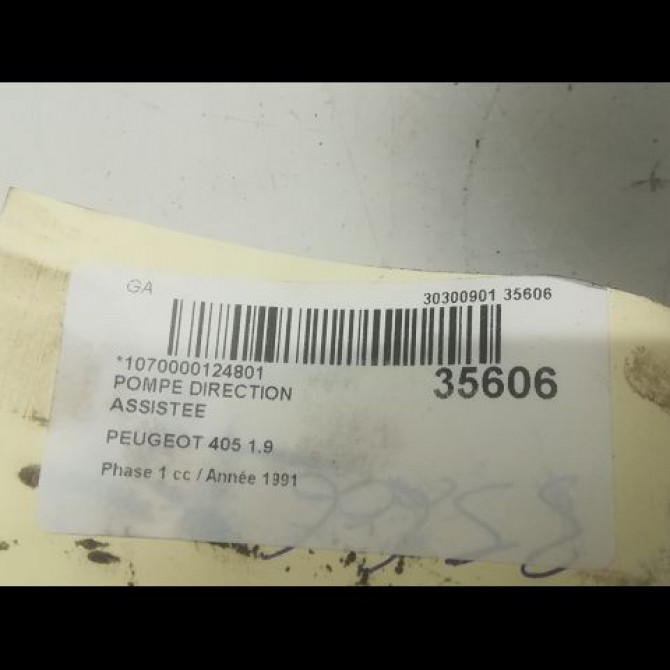 GA
30300901 35606
*1070000124801
35606
POMPE DIRECTION
ASSISTEE
PEUGEOT 405 1.9
Phase 1 cc / Année 1991